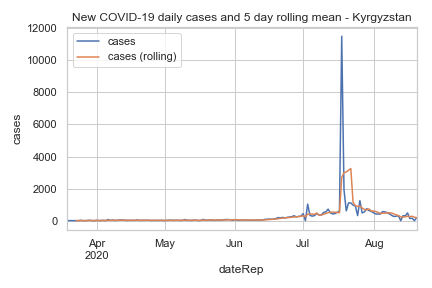 New COVID-19 daily cases and 5 day rolling mean - Kyrgyzstan
cases
cases (rolling)
12000
10000
8000
6000
4000
2000
0
cases
Apr
2020
May
Jun
Jul
Aug
dateRep